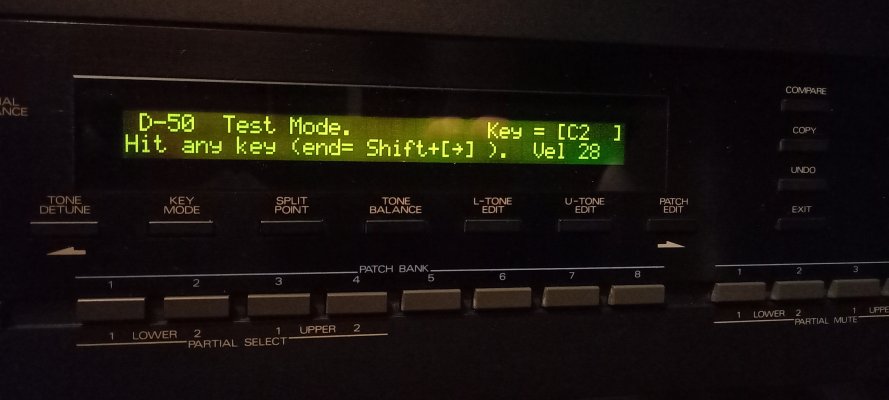 D-50 Test Mode. Key = [C2 ]
Hit any key (end= Shift+[→] ). Vel 28
COMPARE
COPY
UNDO
EXIT
TONE DETUNE
KEY MODE
SPLIT POINT
TONE BALANCE
L-TONE EDIT
U-TONE EDIT
PATCH EDIT
PATCH BANK
1 2 3 4 5 6 7 8
1 2 3
1 LOWER 2 1 UPPER 2
PARTIAL SELECT
1 LOWER 2 1
PARTIAL MUTE